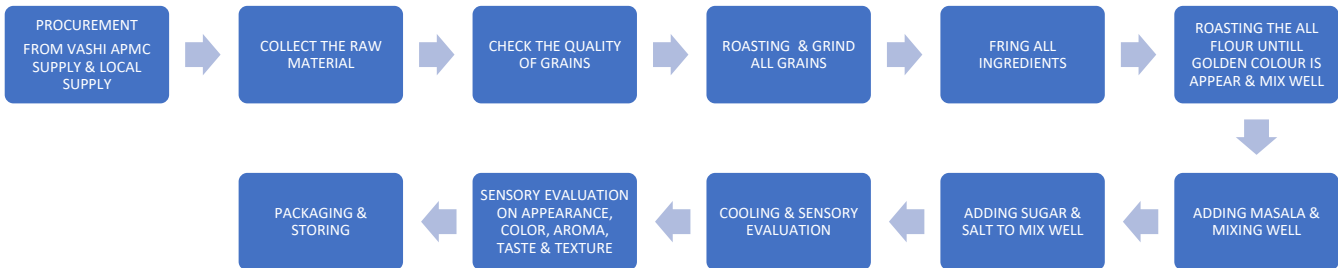 PROCUREMENT
FROM VASHI APMC
SUPPLY & LOCAL
SUPPLY
COLLECT THE RAW
MATERIAL
CHECK THE QUALITY
OF GRAINS
ROASTING & GRIND
ALL GRAINS
FRING ALL
INGREDIENTS
ROASTING THE ALL
FLOUR UNTILL
GOLDEN COLOUR IS
APPEAR & MIX WELL
ADDING MASALA &
MIXING WELL
ADDING SUGAR &
SALT TO MIX WELL
COOLING & SENSORY
EVALUATION
SENSORY EVALUATION
ON APPEARANCE,
COLOR, AROMA,
TASTE & TEXTURE
PACKAGING &
STORING